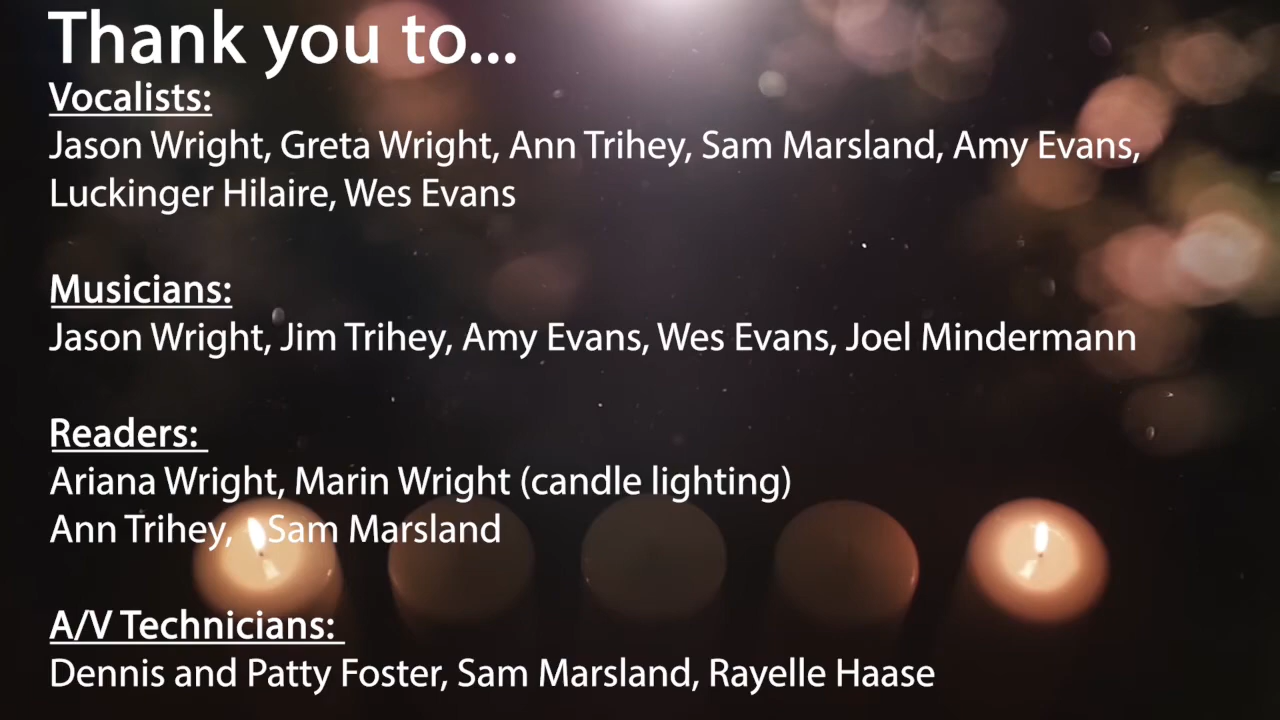 Thank you to...
Vocalists:
Jason Wright, Greta Wright, Ann Trihey, Sam Marsland, Amy Evans,
Luckinger Hilaire, Wes Evans
Musicians:
Jason Wright, Jim Trihey, Amy Evans, Wes Evans, Joel Mindermann
Readers:
Ariana Wright, Marin Wright (candle lighting)
Ann Trihey, Sam Marsland
A/V Technicians:
Dennis and Patty Foster, Sam Marsland, Rayelle Haase